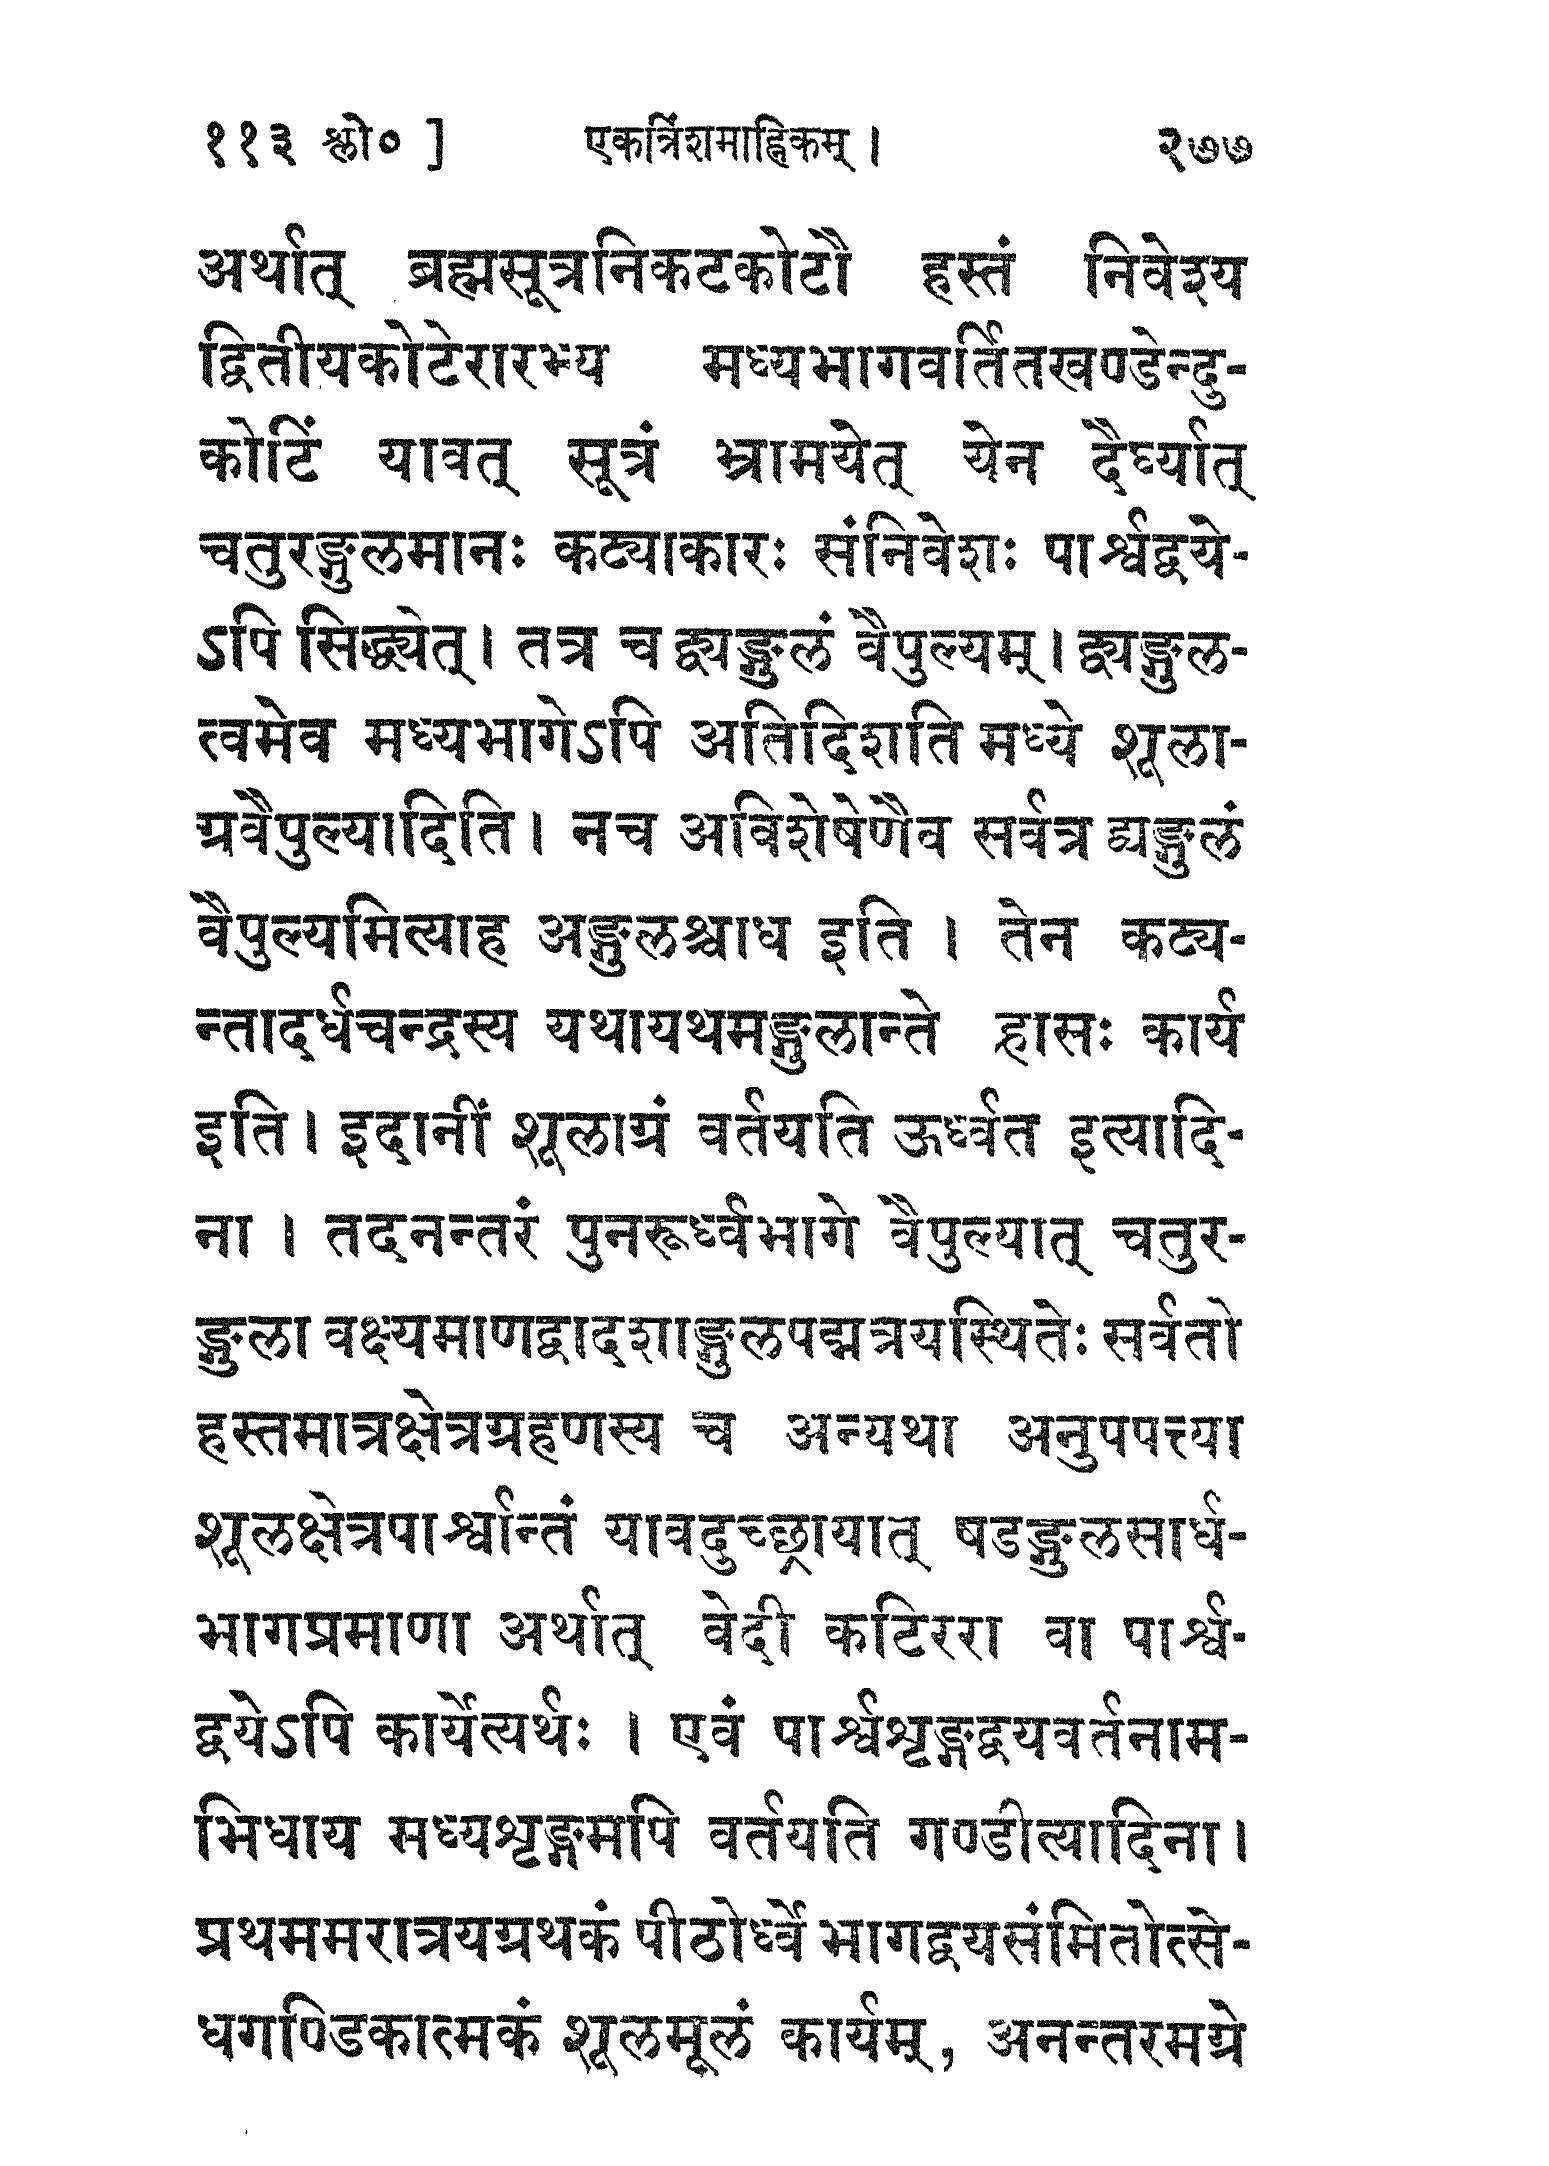 ११३ श्लो० ] एकत्रिंशमाह्निकम् । २७७
अर्थात् ब्रह्मसूत्रनिकटकोटौ हस्तं निवेश्य
द्वितीयकोटेरारभ्य मध्यभागवर्तितखण्डेन्दु-
कोटिं यावत् सूत्रं भ्रामयेत् येन दैर्घ्यात्
चतुरङ्गुलमानः कट्याकारः संनिवेशः पार्श्वद्वये-
ऽपि सिद्ध्येत् । तत्र च द्व्यङ्गुलं वैपुल्यम् । द्व्यङ्गुल-
त्वमेव मध्यभागेऽपि अतिदिशति मध्ये शूला-
ग्रवैपुल्यादिति । नच अविशेषेणैव सर्वत्र द्व्यङ्गुलं
वैपुल्यमित्याह अङ्गुलश्चाध इति । तेन कट्य-
न्तादर्धचन्द्रस्य यथायथमङ्गुलान्ते ह्रासः कार्य
इति । इदानीं शूलाग्रं वर्तयति ऊर्ध्वत इत्यादि-
ना । तदनन्तरं पुनरूर्ध्वभागे वैपुल्यात् चतुर-
ङ्गुला वक्ष्यमाणद्वादशाङ्गुलपद्मत्रयस्थितेः सर्वतो
हस्तमात्रक्षेत्रग्रहणस्य च अन्यथा अनुपपत्त्या
शूलक्षेत्रपार्श्वान्तं यावदुच्छ्रायात् षडङ्गुलसार्ध-
भागप्रमाणा अर्थात् वेदी कटिररा वा पार्श्व-
द्वयेऽपि कार्येत्यर्थः । एवं पार्श्वशृङ्गद्वयवर्तनाम-
भिधाय मध्यशृङ्गमपि वर्तयति गण्डीत्यादिना ।
प्रथममरात्रयग्रथकं पीठोर्ध्वे भागद्वयसंमितोत्से-
धगण्डिकात्मकं शूलमूलं कार्यम् , अनन्तरमग्रे